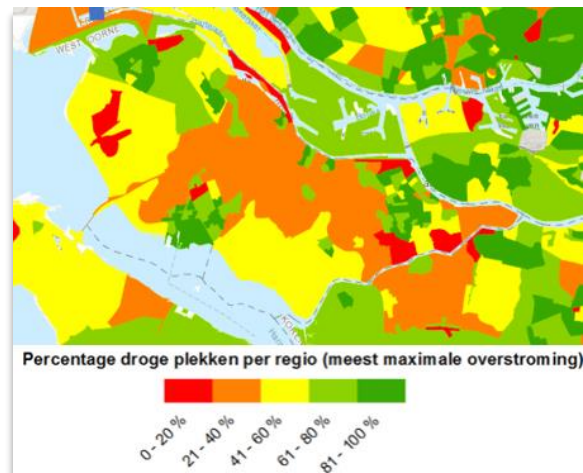 WEST DORNE
Percentage droge plekken per regio (meest maximale overstroming)
0 - 20 %
21 - 40 %
41 - 60 %
61 - 80 %
81 - 100 %